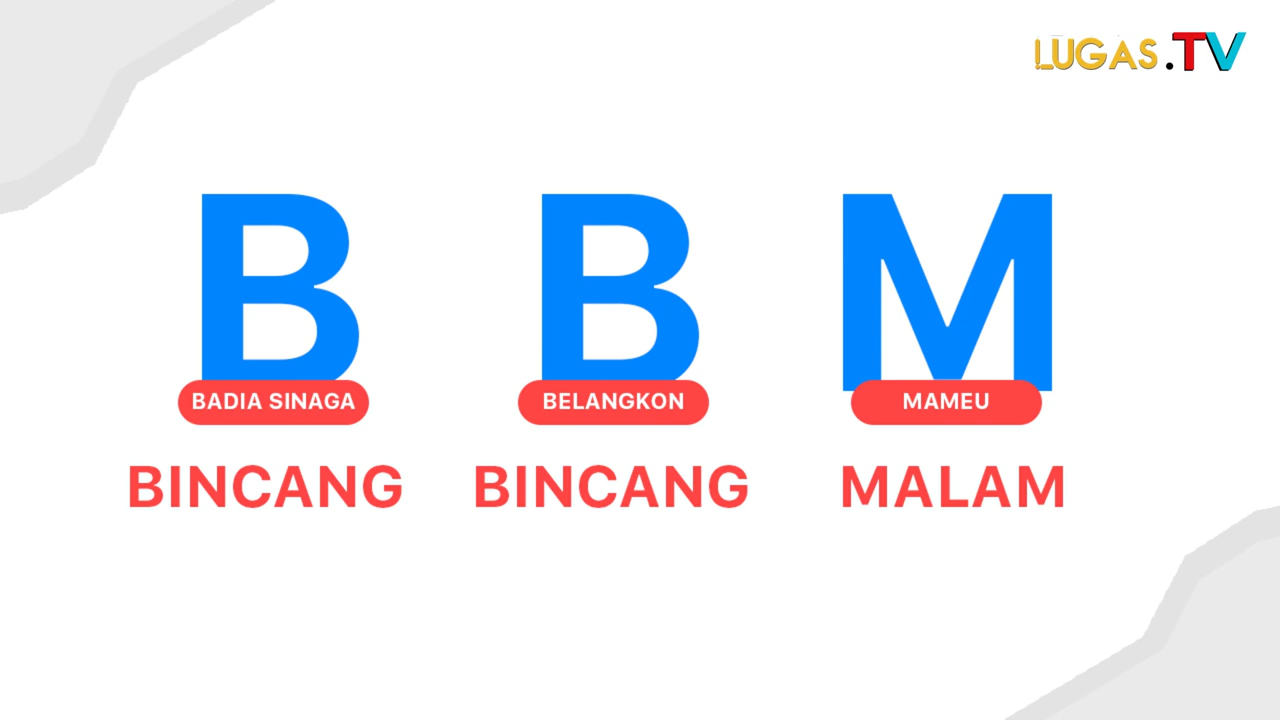 LUGAS.TV
B B M
BADIA SINAGA BELANGKON MAMEU
BINCANG BINCANG MALAM